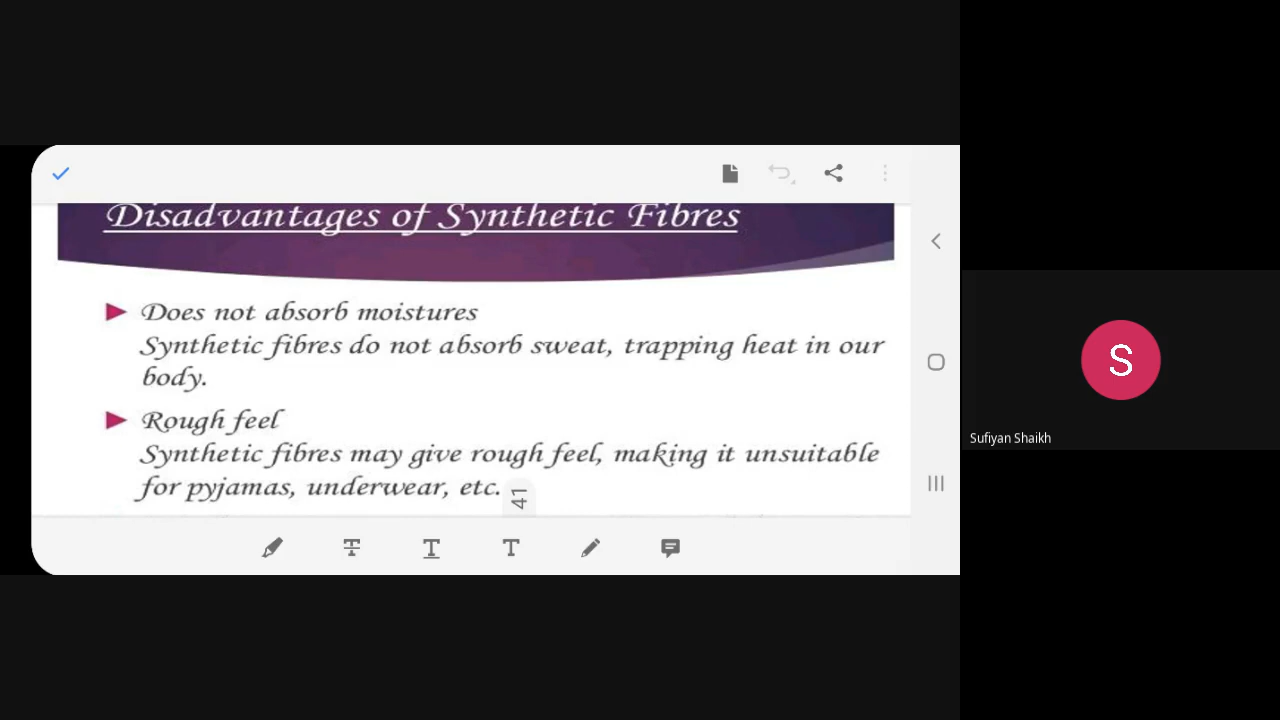 Disadvantages of Synthetic Fibres
Does not absorb moistures
Synthetic fibres do not absorb sweat, trapping heat in our
body.
Rough feel
Synthetic fibres may give rough feel, making it unsuitable
for pyjamas, underwear, etc.
41
T
T
T
S
Sufiyan Shaikh